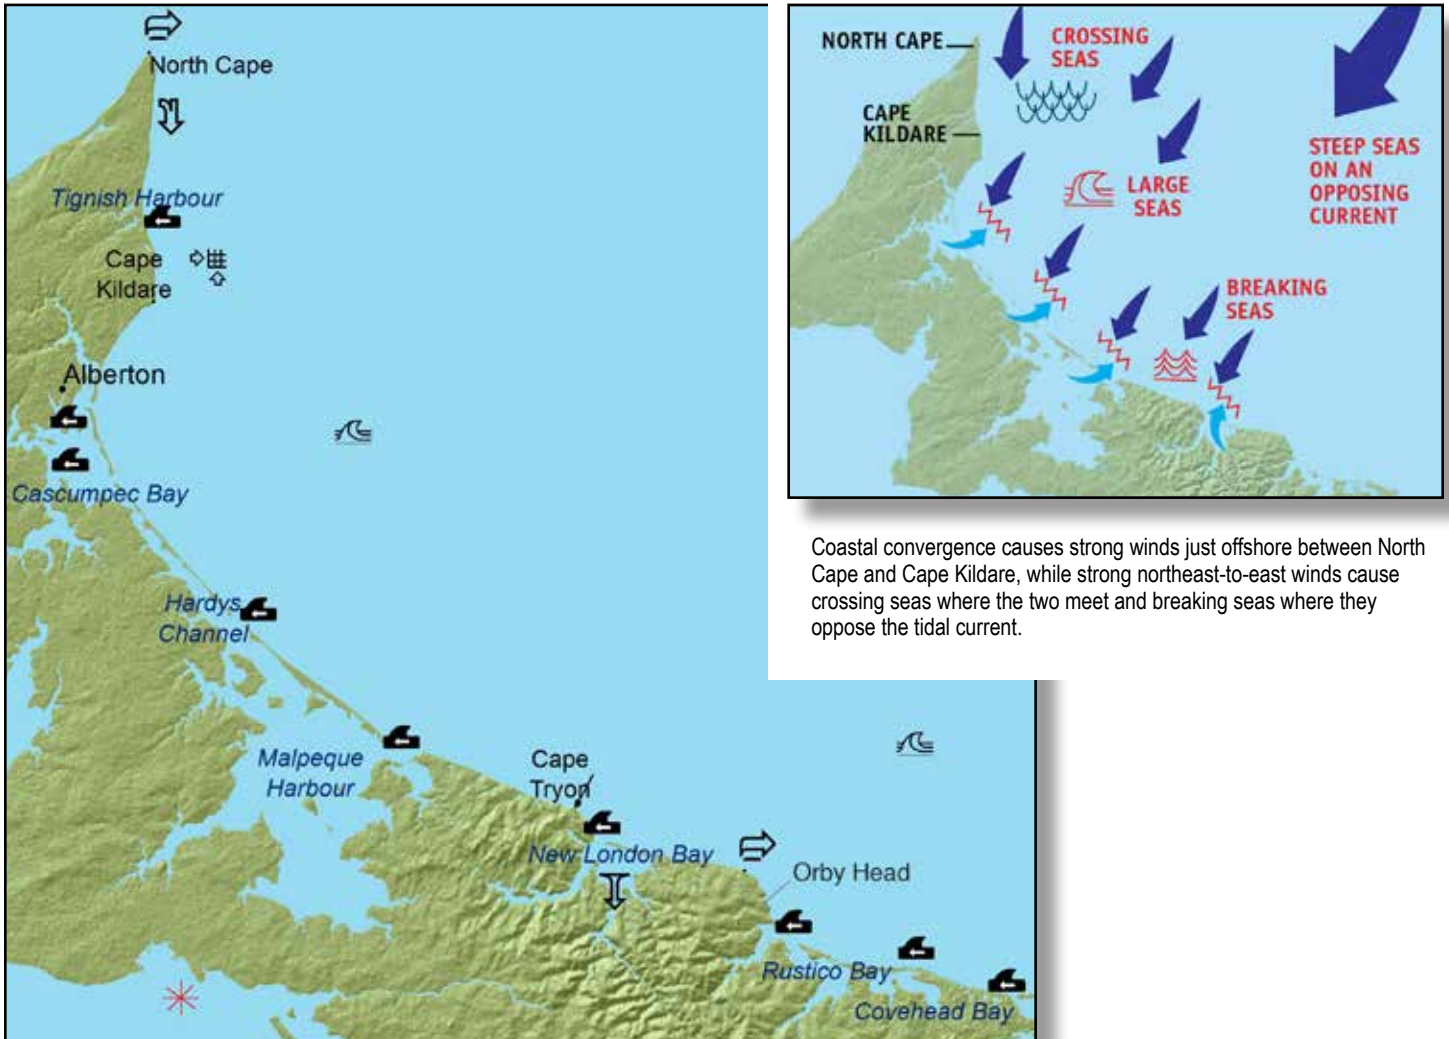 North Cape
Tignish Harbour
Cape
Kildare
Alberton
Cascumpec Bay
Hardys
Channel
Malpeque
Harbour
Cape
Tryon
New London Bay
Orby Head
Rustico Bay
Covehead Bay
NORTH CAPE
CAPE
KILDARE
CROSSING
SEAS
LARGE
SEAS
STEEP SEAS
ON AN
OPPOSING
CURRENT
BREAKING
SEAS
Coastal convergence causes strong winds just offshore between North
Cape and Cape Kildare, while strong northeast-to-east winds cause
crossing seas where the two meet and breaking seas where they
oppose the tidal current.